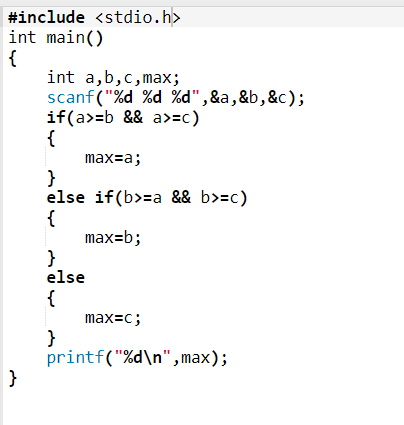 #include <stdio.h>
int main()
{
    int a,b,c,max;
    scanf("%d %d %d",&a,&b,&c);
    if(a>=b && a>=c)
    {
        max=a;
    }
    else if(b>=a && b>=c)
    {
        max=b;
    }
    else
    {
        max=c;
    }
    printf("%d\n",max);
}